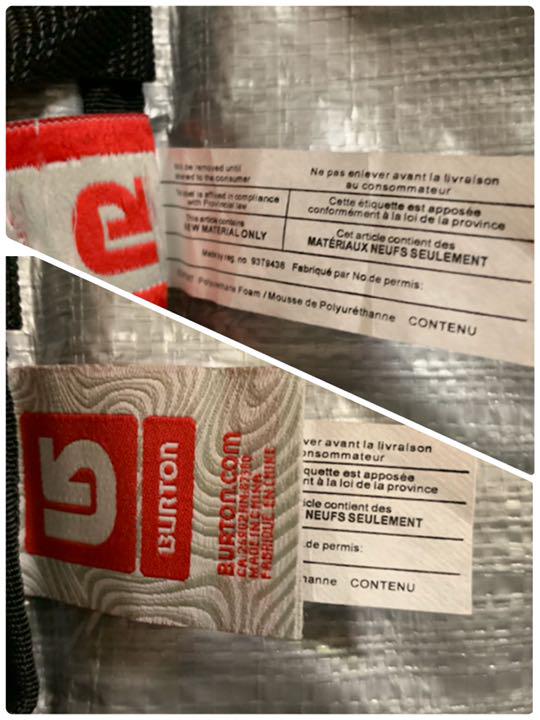 be removed until
to the consumer
Ne pas enlever avant la livraison
au consommateur
is affixed in compliance
with Provincial law
Cette étiquette est apposée
conformément à la loi de la province
This article contains
NEW MATERIAL ONLY
Cet article contient des
MATÉRIAUX NEUFS SEULEMENT
Made by reg. no 9379438 Fabriqué par No.de permis:
Foam / Mousse de Polyuréthanne CONTENU
BURTON
BURTON.COM
MADE IN CHINA
FABRIQUÉ EN CHINE
ver avant la livraison
onsommateur
iquette est apposée
nt à la loi de la province
icle contient des
NEUFS SEULEMENT
.de permis:
hanne CONTENU